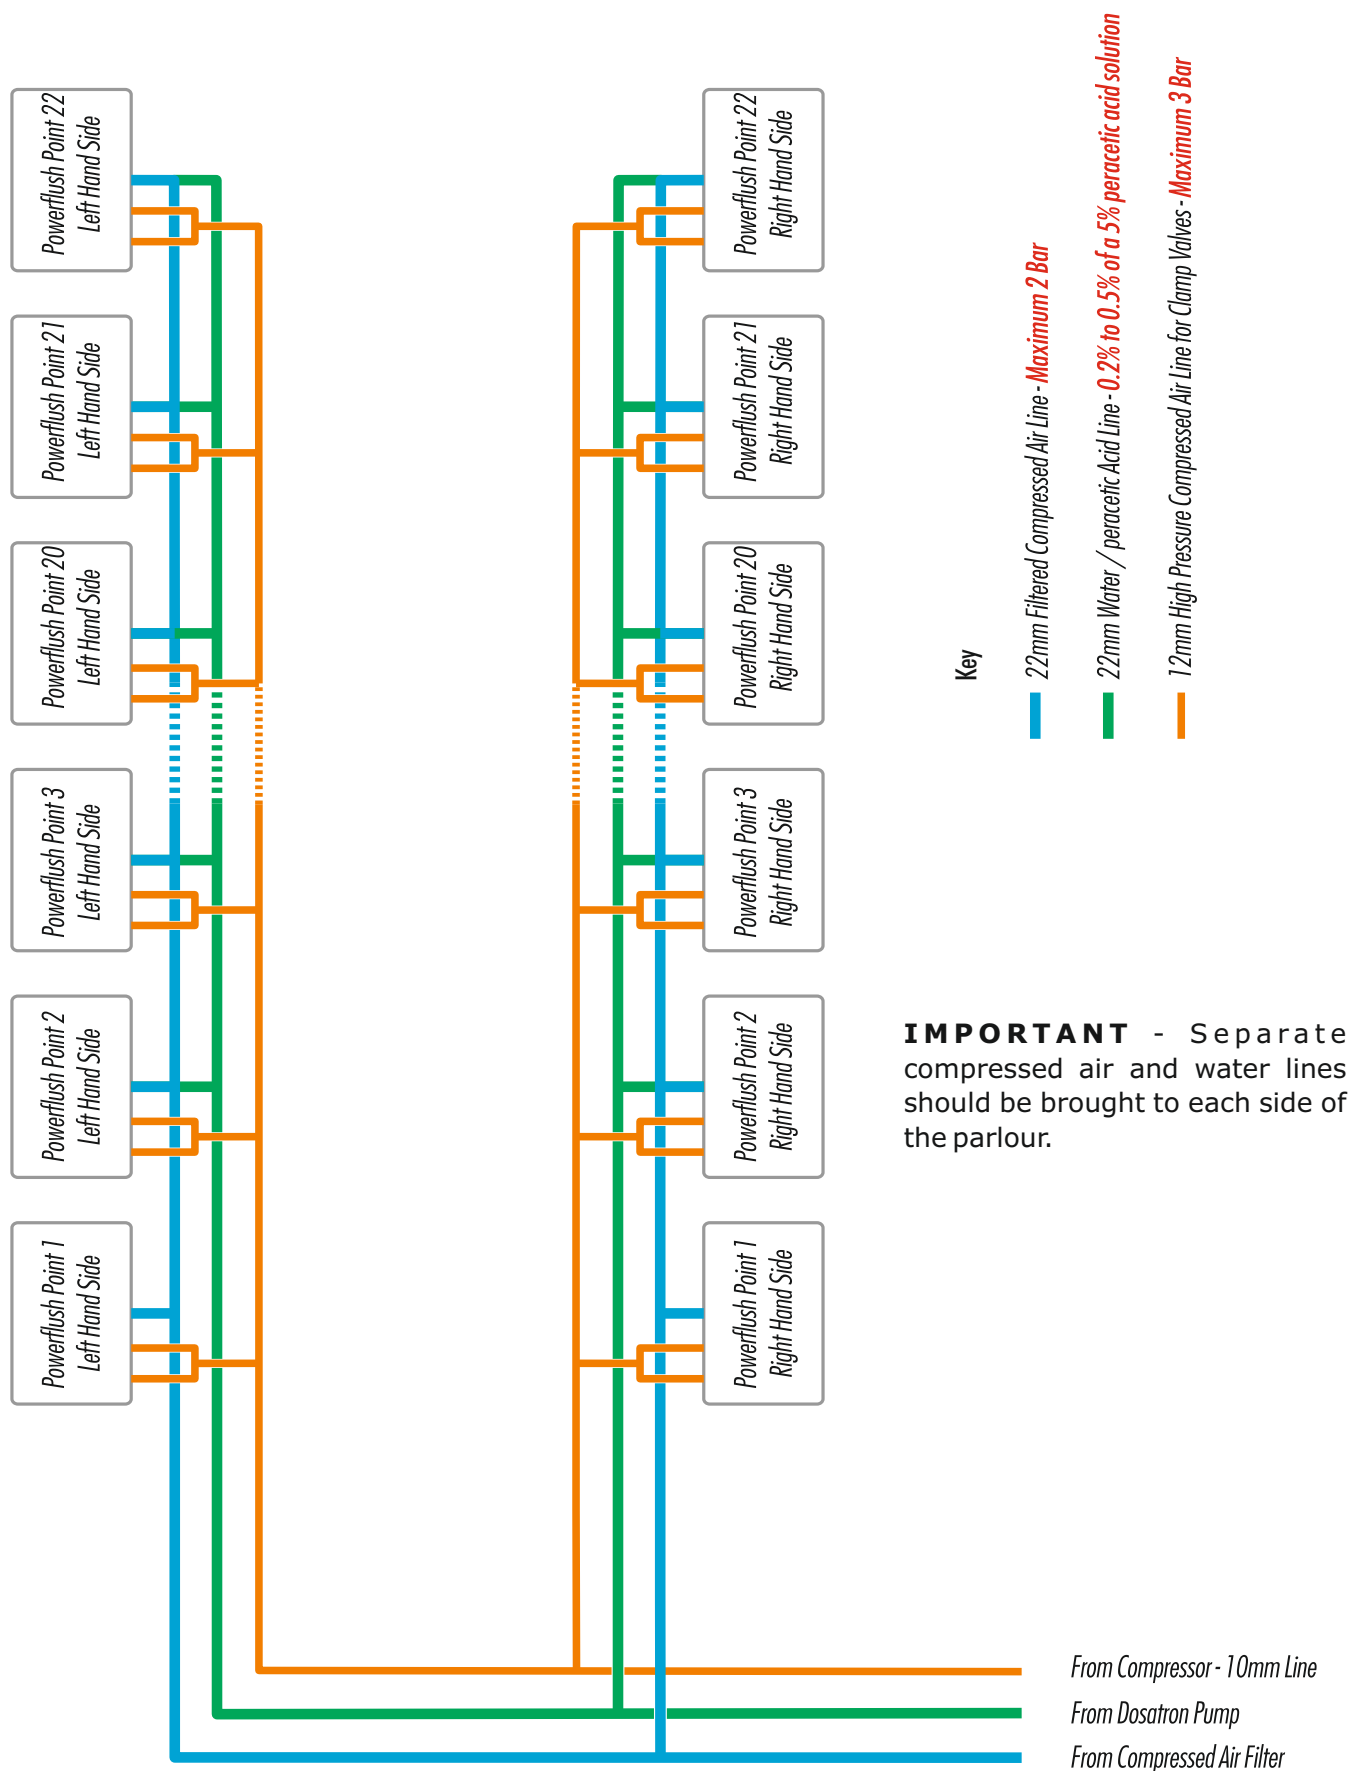 Powerflush Point 22
Left Hand Side
Powerflush Point 21
Left Hand Side
Powerflush Point 20
Left Hand Side
Powerflush Point 3
Left Hand Side
Powerflush Point 2
Left Hand Side
Powerflush Point 1
Left Hand Side
Powerflush Point 22
Right Hand Side
Powerflush Point 21
Right Hand Side
Powerflush Point 20
Right Hand Side
Powerflush Point 3
Right Hand Side
Powerflush Point 2
Right Hand Side
Powerflush Point 1
Right Hand Side
Key
22mm Filtered Compressed Air Line - Maximum 2 Bar
22mm Water / peracetic Acid Line - 0.2% to 0.5% of a 5% peracetic acid solution
12mm High Pressure Compressed Air Line for Clamp Valves - Maximum 3 Bar
IMPORTANT - Separate
compressed air and water lines
should be brought to each side of
the parlour.
From Compressor - 10mm Line
From Dosatron Pump
From Compressed Air Filter